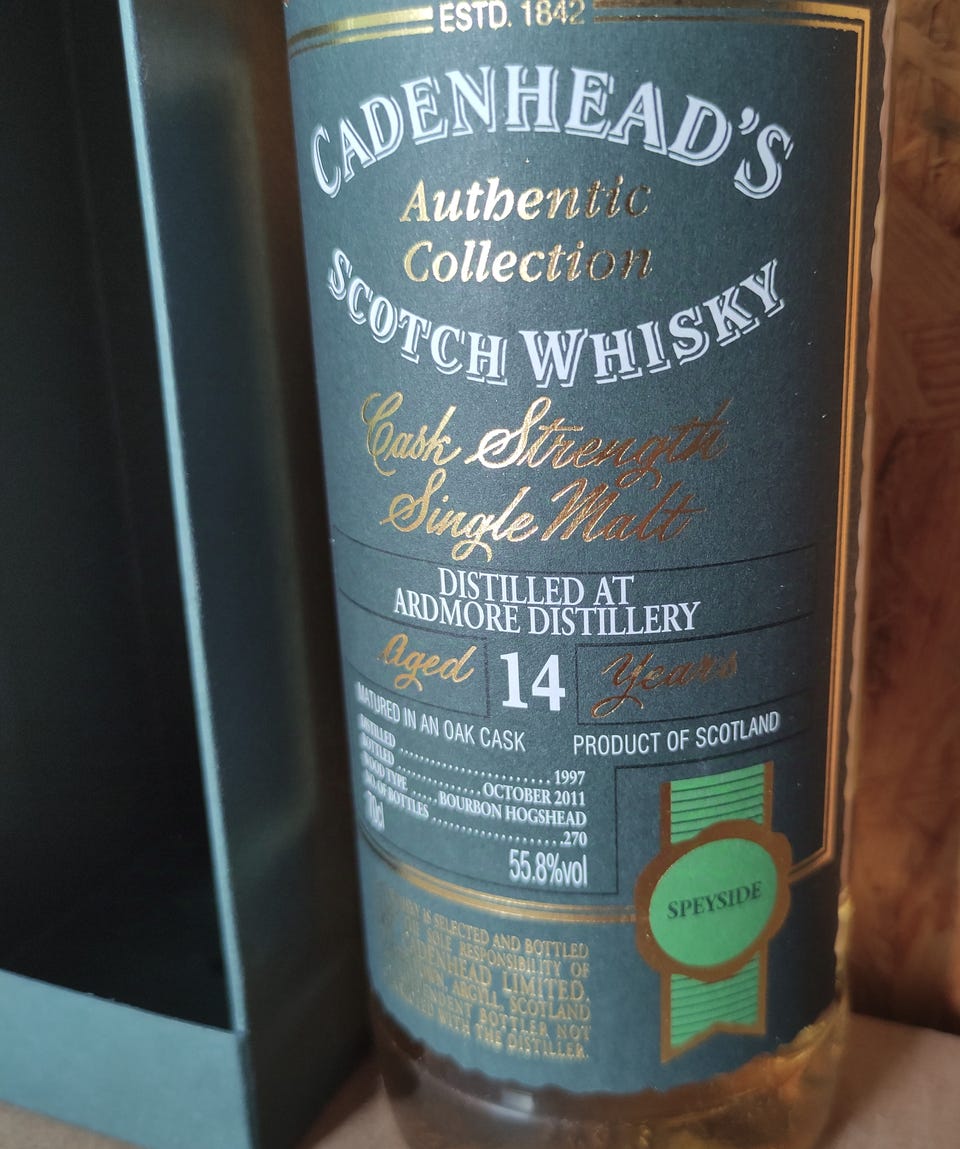 ESTD. 1842
CADENHEAD'S
Authentic
Collection
SCOTCH WHISKY
Cask Strength
Single Malt
DISTILLED AT
ARDMORE DISTILLERY
Aged 14 Years
MATURED IN AN OAK CASK
PRODUCT OF SCOTLAND
DISTILLED ........................ 1997
BOTTLED ............. OCTOBER 2011
WOOD TYPE ..... BOURBON HOGSHEAD
NO. OF BOTTLES ....................270
70cl
55.8%vol
SPEYSIDE
IS SELECTED AND BOTTLED
SOLE RESPONSIBILITY OF
CADENHEAD LIMITED,
ARGYLL, SCOTLAND
BOTTLER NOT
WITH THE DISTILLER.